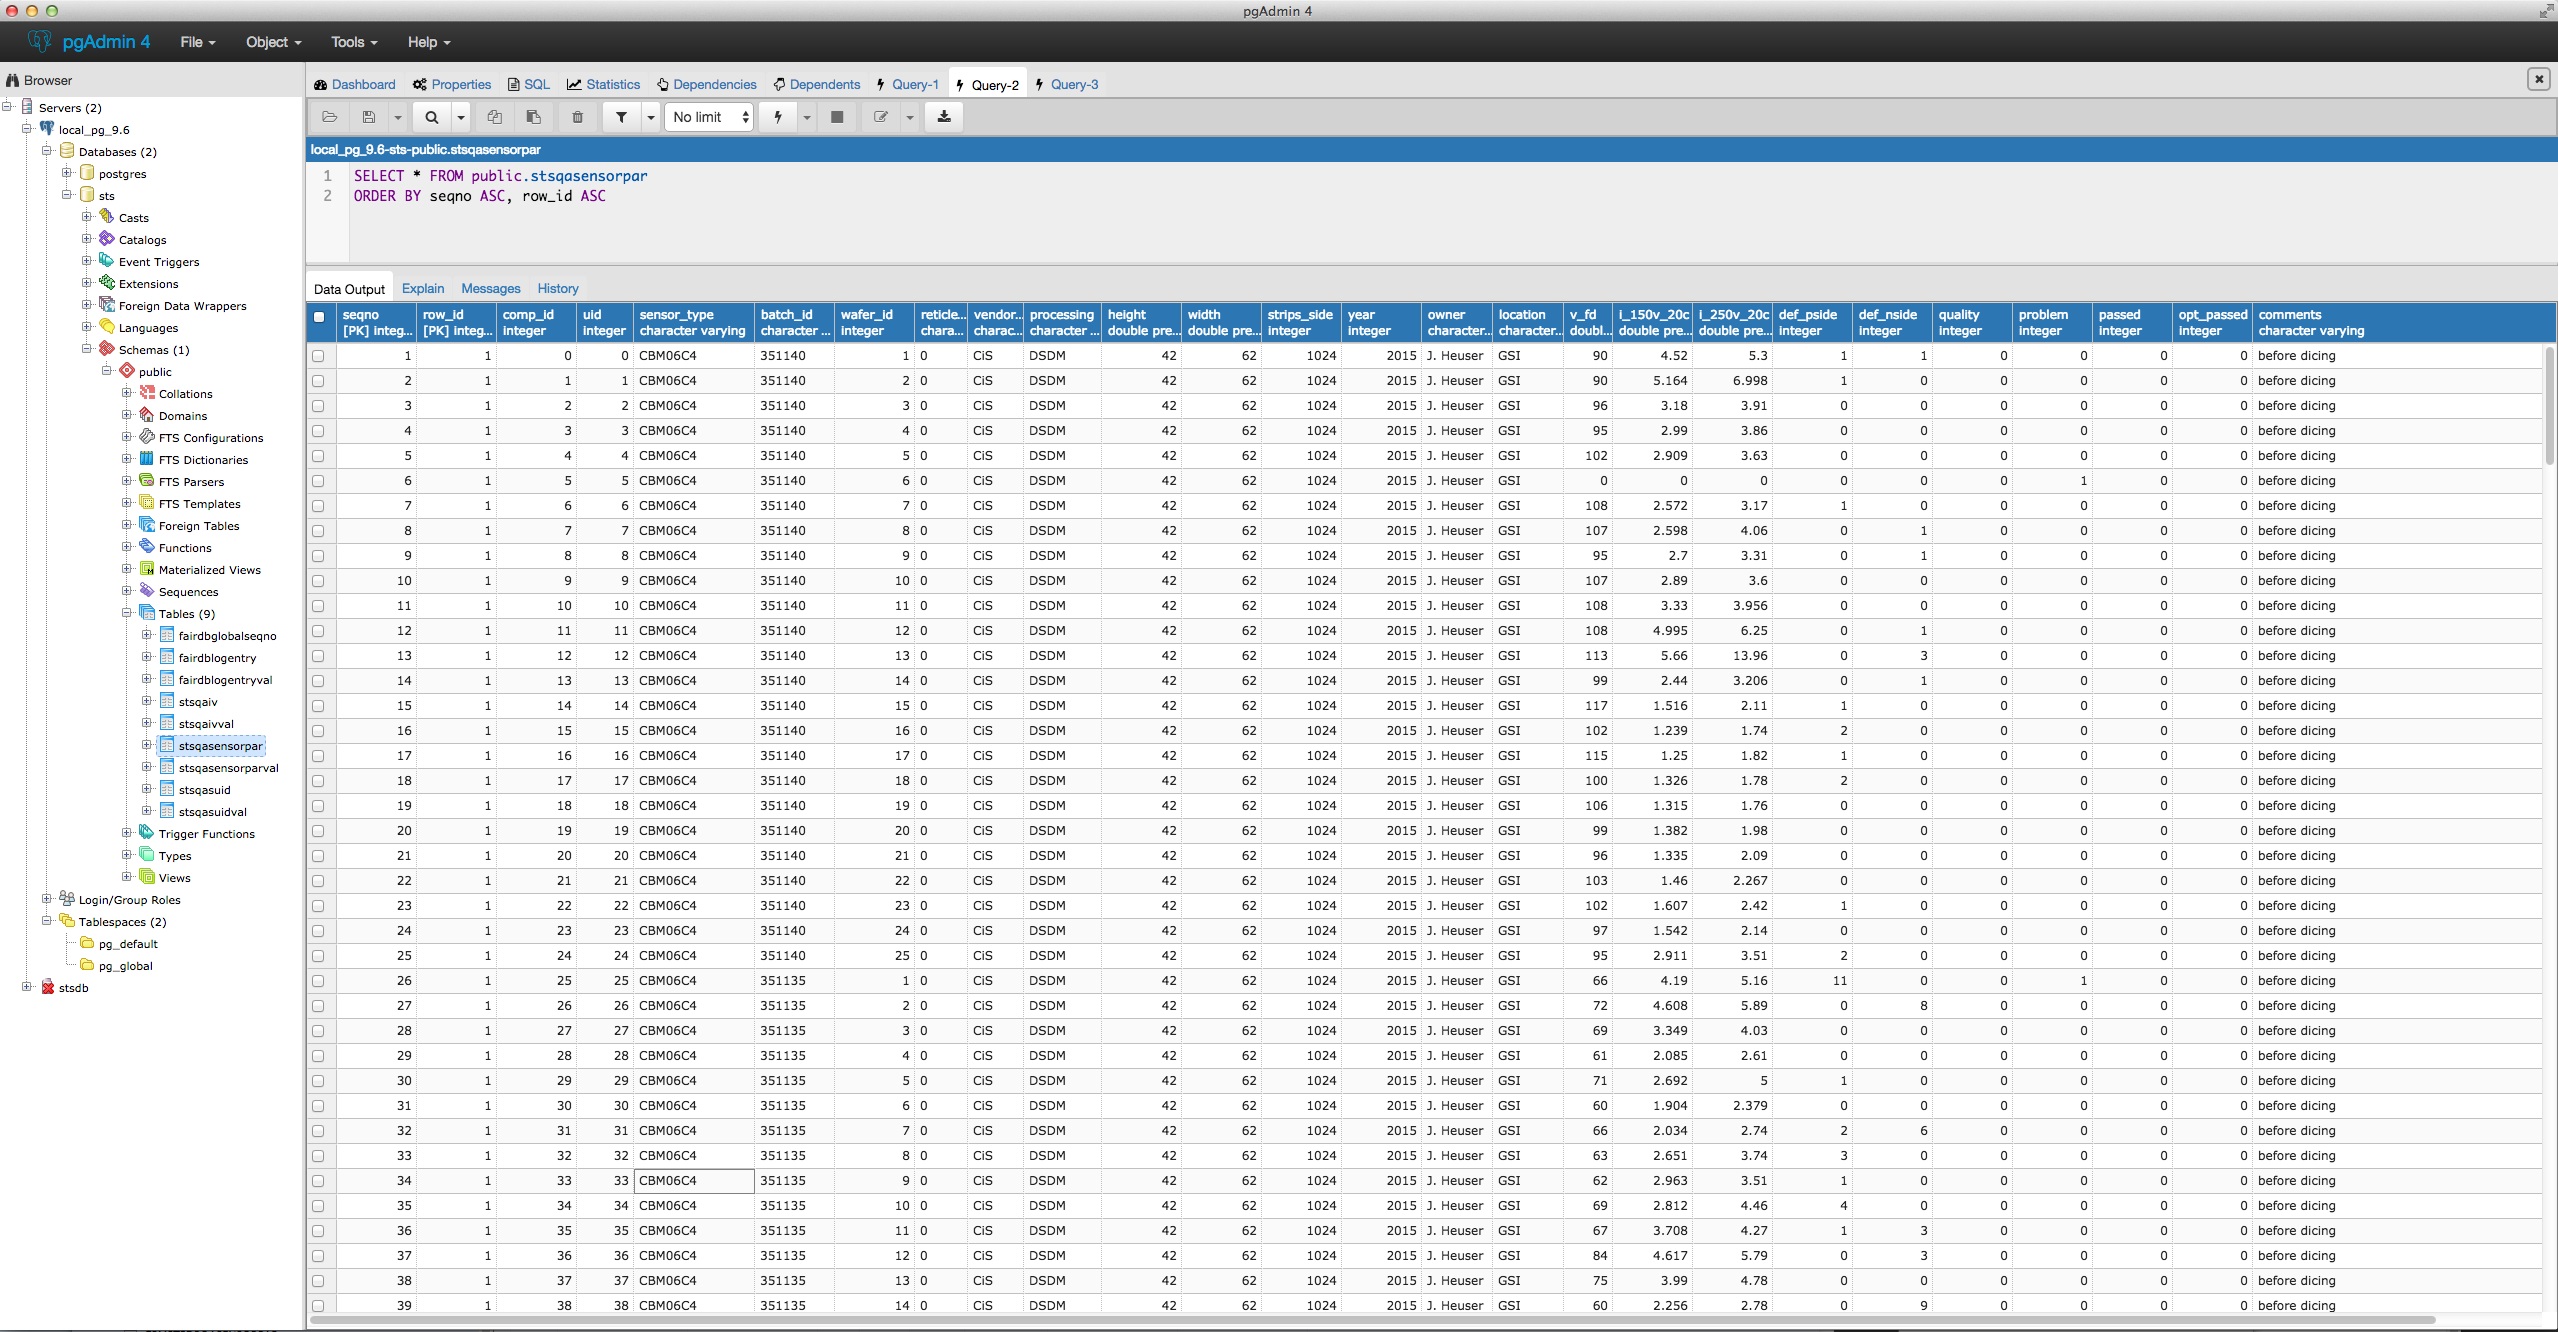 pgAdmin 4
pgAdmin 4 File Object Tools Help
Browser
Servers (2)
local_pg_9.6
Databases (2)
postgres
sts
Casts
Catalogs
Event Triggers
Extensions
Foreign Data Wrappers
Languages
Schemas (1)
public
Collations
Domains
FTS Configurations
FTS Dictionaries
FTS Parsers
FTS Templates
Foreign Tables
Functions
Materialized Views
Sequences
Tables (9)
fairdbglobalseqno
fairdblogentry
fairdblogentryval
stsqaiv
stsqaivval
stsqasensorpar
stsqasensorparval
stsqasuid
stsqasuidval
Trigger Functions
Types
Views
Login/Group Roles
Tablespaces (2)
pg_default
pg_global
stsdb
Dashboard Properties SQL Statistics Dependencies Dependents Query-1 Query-2 Query-3
No limit
local_pg_9.6-sts-public.stsqasensorpar
1 SELECT * FROM public.stsqasensorpar
2 ORDER BY seqno ASC, row_id ASC
Data Output Explain Messages History
seqno row_id comp_id uid sensor_type batch_id wafer_id reticle... vendor... processing height width strips_side year owner location v_fd i_150v_20c i_250v_20c def_pside def_nside quality problem passed opt_passed comments
[PK] integ... [PK] integ... integer integer character varying character ... integer chara... charac... character ... double pre... double pre... integer integer character... character... doubl... double pre... double pre... integer integer integer integer integer integer character varying
1 1 0 0 CBM06C4 351140 1 0 CiS DSDM 42 62 1024 2015 J. Heuser GSI 90 4.52 5.3 1 1 0 0 0 0 before dicing
2 1 1 1 CBM06C4 351140 2 0 CiS DSDM 42 62 1024 2015 J. Heuser GSI 90 5.164 6.998 1 0 0 0 0 0 before dicing
3 1 2 2 CBM06C4 351140 3 0 CiS DSDM 42 62 1024 2015 J. Heuser GSI 96 3.18 3.91 0 0 0 0 0 0 before dicing
4 1 3 3 CBM06C4 351140 4 0 CiS DSDM 42 62 1024 2015 J. Heuser GSI 95 2.99 3.86 0 0 0 0 0 0 before dicing
5 1 4 4 CBM06C4 351140 5 0 CiS DSDM 42 62 1024 2015 J. Heuser GSI 102 2.909 3.63 0 0 0 0 0 0 before dicing
6 1 5 5 CBM06C4 351140 6 0 CiS DSDM 42 62 1024 2015 J. Heuser GSI 0 0 0 0 0 0 1 0 0 before dicing
7 1 6 6 CBM06C4 351140 7 0 CiS DSDM 42 62 1024 2015 J. Heuser GSI 108 2.572 3.17 1 0 0 0 0 0 before dicing
8 1 7 7 CBM06C4 351140 8 0 CiS DSDM 42 62 1024 2015 J. Heuser GSI 107 2.598 4.06 0 1 0 0 0 0 before dicing
9 1 8 8 CBM06C4 351140 9 0 CiS DSDM 42 62 1024 2015 J. Heuser GSI 95 2.7 3.31 0 1 0 0 0 0 before dicing
10 1 9 9 CBM06C4 351140 10 0 CiS DSDM 42 62 1024 2015 J. Heuser GSI 107 2.89 3.6 0 0 0 0 0 0 before dicing
11 1 10 10 CBM06C4 351140 11 0 CiS DSDM 42 62 1024 2015 J. Heuser GSI 108 3.33 3.956 0 0 0 0 0 0 before dicing
12 1 11 11 CBM06C4 351140 12 0 CiS DSDM 42 62 1024 2015 J. Heuser GSI 108 4.995 6.25 0 1 0 0 0 0 before dicing
13 1 12 12 CBM06C4 351140 13 0 CiS DSDM 42 62 1024 2015 J. Heuser GSI 113 5.66 13.96 0 3 0 0 0 0 before dicing
14 1 13 13 CBM06C4 351140 14 0 CiS DSDM 42 62 1024 2015 J. Heuser GSI 99 2.44 3.206 0 1 0 0 0 0 before dicing
15 1 14 14 CBM06C4 351140 15 0 CiS DSDM 42 62 1024 2015 J. Heuser GSI 117 1.516 2.11 1 0 0 0 0 0 before dicing
16 1 15 15 CBM06C4 351140 16 0 CiS DSDM 42 62 1024 2015 J. Heuser GSI 102 1.239 1.74 2 0 0 0 0 0 before dicing
17 1 16 16 CBM06C4 351140 17 0 CiS DSDM 42 62 1024 2015 J. Heuser GSI 115 1.25 1.82 1 0 0 0 0 0 before dicing
18 1 17 17 CBM06C4 351140 18 0 CiS DSDM 42 62 1024 2015 J. Heuser GSI 100 1.326 1.78 2 0 0 0 0 0 before dicing
19 1 18 18 CBM06C4 351140 19 0 CiS DSDM 42 62 1024 2015 J. Heuser GSI 106 1.315 1.76 0 0 0 0 0 0 before dicing
20 1 19 19 CBM06C4 351140 20 0 CiS DSDM 42 62 1024 2015 J. Heuser GSI 99 1.382 1.98 0 0 0 0 0 0 before dicing
21 1 20 20 CBM06C4 351140 21 0 CiS DSDM 42 62 1024 2015 J. Heuser GSI 96 1.335 2.09 0 0 0 0 0 0 before dicing
22 1 21 21 CBM06C4 351140 22 0 CiS DSDM 42 62 1024 2015 J. Heuser GSI 103 1.46 2.267 0 0 0 0 0 0 before dicing
23 1 22 22 CBM06C4 351140 23 0 CiS DSDM 42 62 1024 2015 J. Heuser GSI 102 1.607 2.42 1 0 0 0 0 0 before dicing
24 1 23 23 CBM06C4 351140 24 0 CiS DSDM 42 62 1024 2015 J. Heuser GSI 97 1.542 2.14 0 0 0 0 0 0 before dicing
25 1 24 24 CBM06C4 351140 25 0 CiS DSDM 42 62 1024 2015 J. Heuser GSI 95 2.911 3.51 2 0 0 0 0 0 before dicing
26 1 25 25 CBM06C4 351135 1 0 CiS DSDM 42 62 1024 2015 J. Heuser GSI 66 4.19 5.16 11 0 0 1 0 0 before dicing
27 1 26 26 CBM06C4 351135 2 0 CiS DSDM 42 62 1024 2015 J. Heuser GSI 72 4.608 5.89 0 8 0 0 0 0 before dicing
28 1 27 27 CBM06C4 351135 3 0 CiS DSDM 42 62 1024 2015 J. Heuser GSI 69 3.349 4.03 0 0 0 0 0 0 before dicing
29 1 28 28 CBM06C4 351135 4 0 CiS DSDM 42 62 1024 2015 J. Heuser GSI 61 2.085 2.61 0 0 0 0 0 0 before dicing
30 1 29 29 CBM06C4 351135 5 0 CiS DSDM 42 62 1024 2015 J. Heuser GSI 71 2.692 5 1 0 0 0 0 0 before dicing
31 1 30 30 CBM06C4 351135 6 0 CiS DSDM 42 62 1024 2015 J. Heuser GSI 60 1.904 2.379 0 0 0 0 0 0 before dicing
32 1 31 31 CBM06C4 351135 7 0 CiS DSDM 42 62 1024 2015 J. Heuser GSI 66 2.034 2.74 2 6 0 0 0 0 before dicing
33 1 32 32 CBM06C4 351135 8 0 CiS DSDM 42 62 1024 2015 J. Heuser GSI 63 2.651 3.74 3 0 0 0 0 0 before dicing
34 1 33 33 CBM06C4 351135 9 0 CiS DSDM 42 62 1024 2015 J. Heuser GSI 62 2.963 3.51 1 0 0 0 0 0 before dicing
35 1 34 34 CBM06C4 351135 10 0 CiS DSDM 42 62 1024 2015 J. Heuser GSI 69 2.812 4.46 4 0 0 0 0 0 before dicing
36 1 35 35 CBM06C4 351135 11 0 CiS DSDM 42 62 1024 2015 J. Heuser GSI 67 3.708 4.27 1 3 0 0 0 0 before dicing
37 1 36 36 CBM06C4 351135 12 0 CiS DSDM 42 62 1024 2015 J. Heuser GSI 84 4.617 5.79 0 3 0 0 0 0 before dicing
38 1 37 37 CBM06C4 351135 13 0 CiS DSDM 42 62 1024 2015 J. Heuser GSI 75 3.99 4.78 0 0 0 0 0 0 before dicing
39 1 38 38 CBM06C4 351135 14 0 CiS DSDM 42 62 1024 2015 J. Heuser GSI 60 2.256 2.78 0 9 0 0 0 0 before dicing